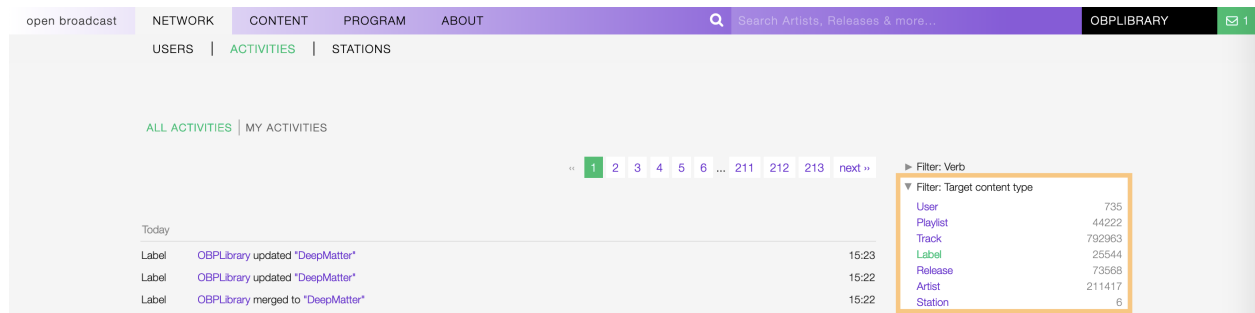 open broadcast NETWORK CONTENT PROGRAM ABOUT Search Artists, Releases & more... OBPLIBRARY 1
USERS | ACTIVITIES | STATIONS
ALL ACTIVITIES | MY ACTIVITIES
‹‹ 1 2 3 4 5 6 ... 211 212 213 next ››
▶ Filter: Verb
▼ Filter: Target content type
User 735
Playlist 44222
Track 792963
Label 25544
Release 73568
Artist 211417
Station 6
Today
Label OBPLibrary updated "DeepMatter" 15:23
Label OBPLibrary updated "DeepMatter" 15:22
Label OBPLibrary merged to "DeepMatter" 15:22